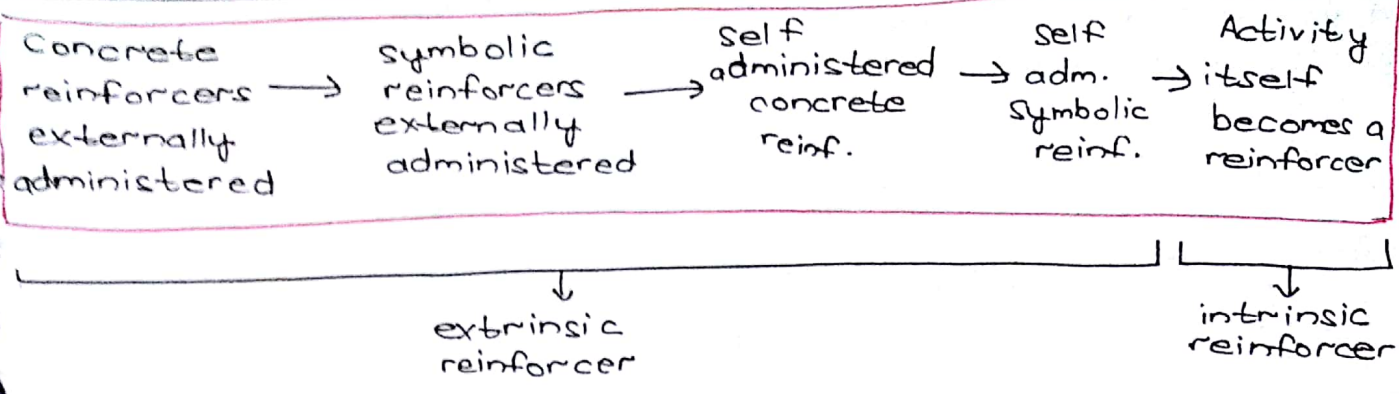 Concrete
reinforcers
externally
administered
→
symbolic
reinforcers
externally
administered
→
self
administered
concrete
reinf.
→
self
adm.
symbolic
reinf.
→
Activity
itself
becomes a
reinforcer
extrinsic
reinforcer
intrinsic
reinforcer